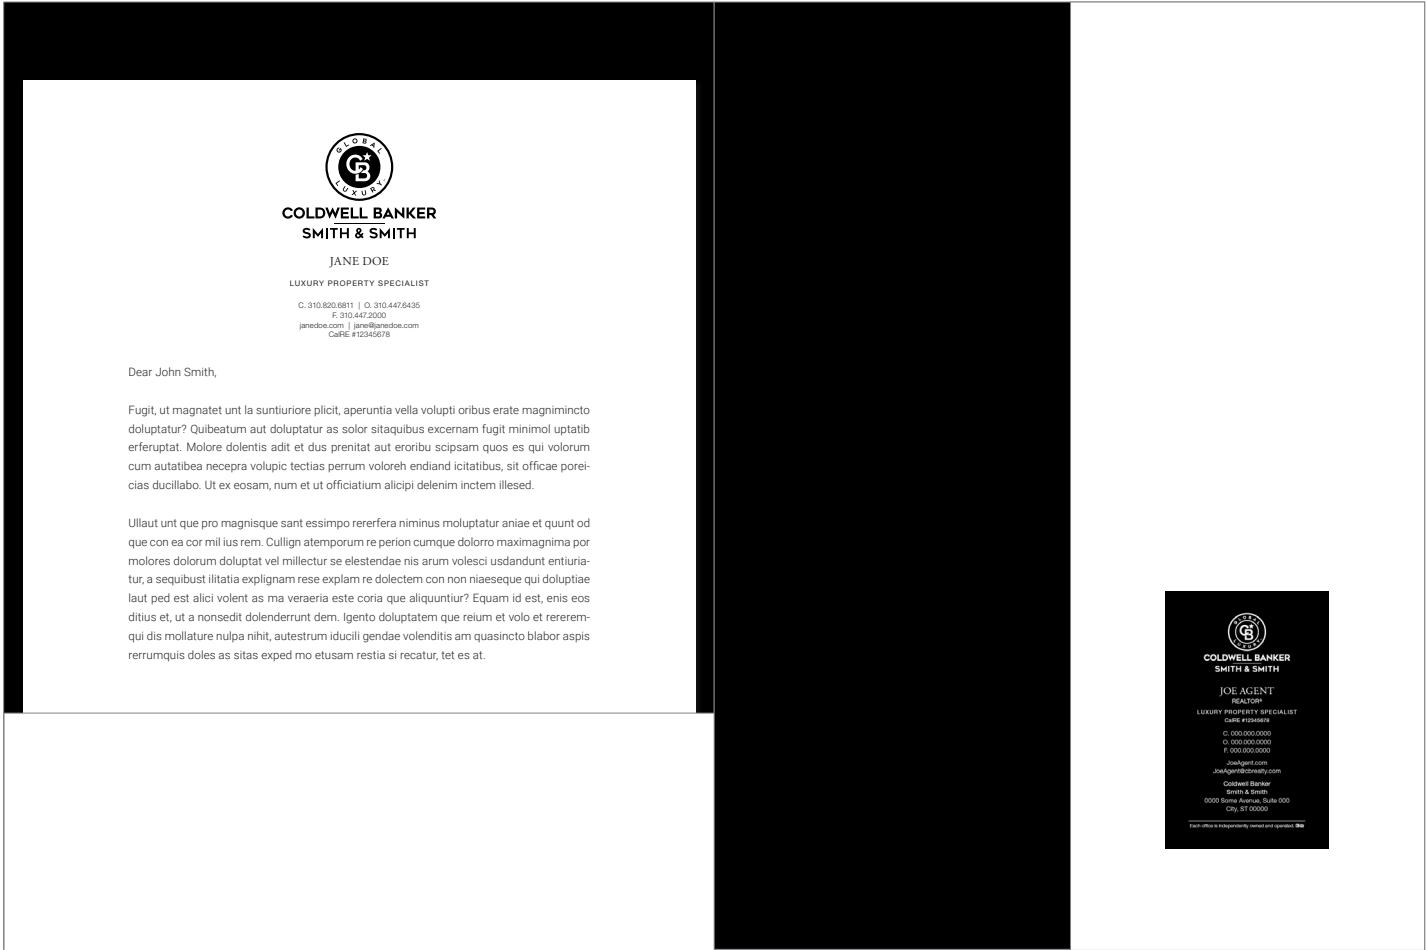 GLOBAL
CB
LUXURY
COLDWELL BANKER
SMITH & SMITH
JANE DOE
LUXURY PROPERTY SPECIALIST
C. 310.820.6811 | O. 310.447.6435
F. 310.447.2000
janedoe.com | jane@janedoe.com
CalRE #12345678
Dear John Smith,
Fugit, ut magnatet unt la suntiuriore plicit, aperuntia vella volupti oribus erate magnimincto
doluptatur? Quibeatum aut doluptatur as solor sitaquibus excernam fugit minimol uptatib
erferuptat. Molore dolentis adit et dus prenitat aut eroribu scipsam quos es qui volorum
cum autatibea necepra volupic tectias perrum voloreh endiand icitatibus, sit officae porei-
cias ducillabo. Ut ex eosam, num et ut officiatium alicipi delenim inctem illesed.
Ullaut unt que pro magnisque sant essimpo rererfera niminus moluptatur aniae et quunt od
que con ea cor mil ius rem. Cullign atemporum re perion cumque dolorro maximagnima por
molores dolorum doluptat vel millectur se elestendae nis arum volesci usdandunt entiuria-
tur, a sequibust ilitatia explignam rese explam re dolectem con non niaeseque qui doluptiae
laut ped est alici volent as ma veraeria este coria que aliquuntiur? Equam id est, enis eos
ditius et, ut a nonsedit dolenderrunt dem. Igento doluptatem que reium et volo et rererem-
qui dis mollature nulpa nihit, autestrum iducili gendae volenditis am quasincto blabor aspis
rerrumquis doles as sitas exped mo etusam restia si recatur, tet es at.
GLOBAL
CB
LUXURY
COLDWELL BANKER
SMITH & SMITH
JOE AGENT
REALTOR®
LUXURY PROPERTY SPECIALIST
CalRE #12345678
C. 000.000.0000
O. 000.000.0000
F. 000.000.0000
JoeAgent.com
JoeAgent@cbrealty.com
Coldwell Banker
Smith & Smith
0000 Some Avenue, Suite 000
City, ST 00000
Each office is independently owned and operated.